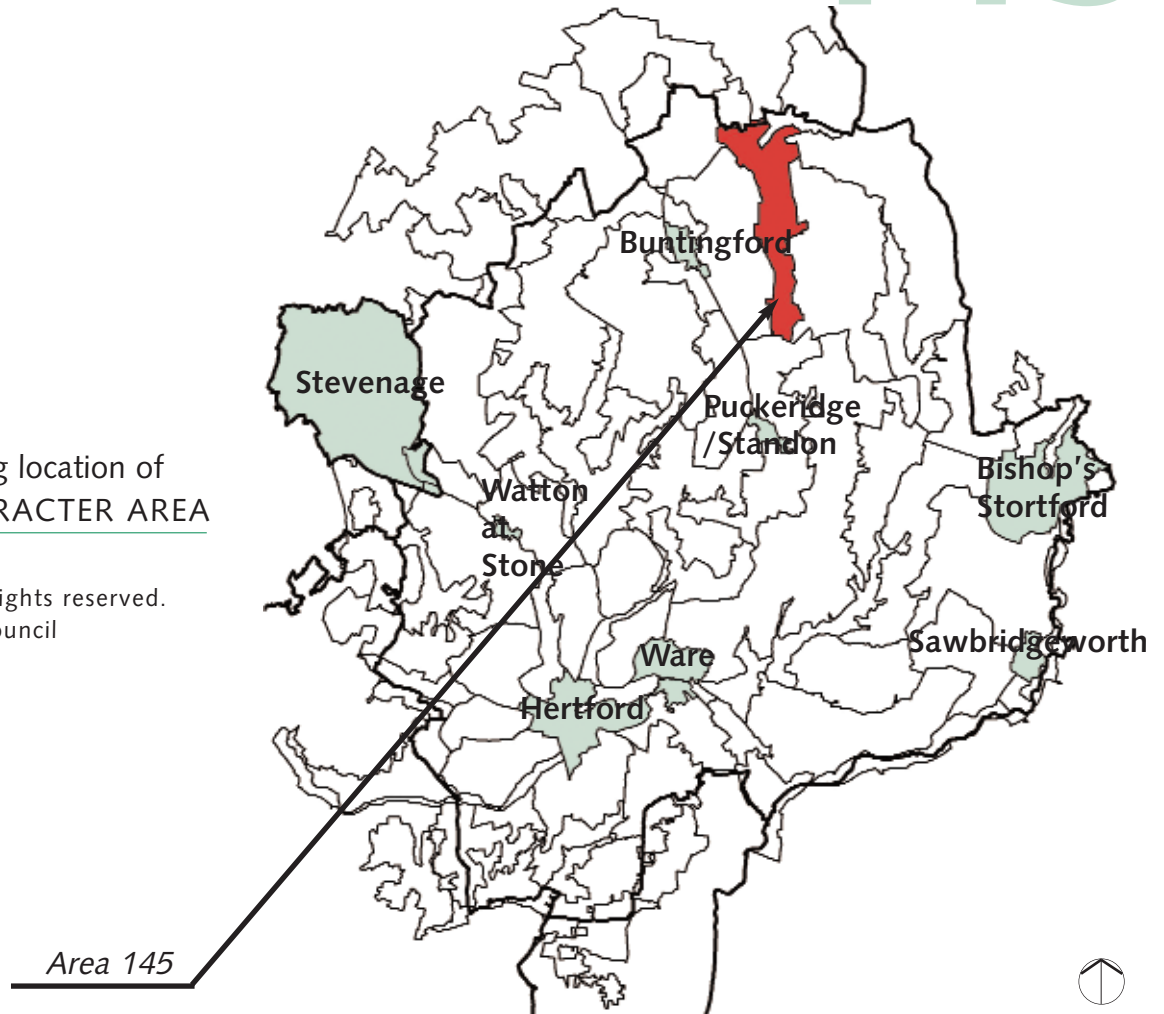 Buntingford
Stevenage
Puckeridge
/Standon
g location of
RACTER AREA
Bishop's
Stortford
Watton
at
Stone
ights reserved.
ouncil
Sawbridgeworth
Ware
Hertford
Area 145